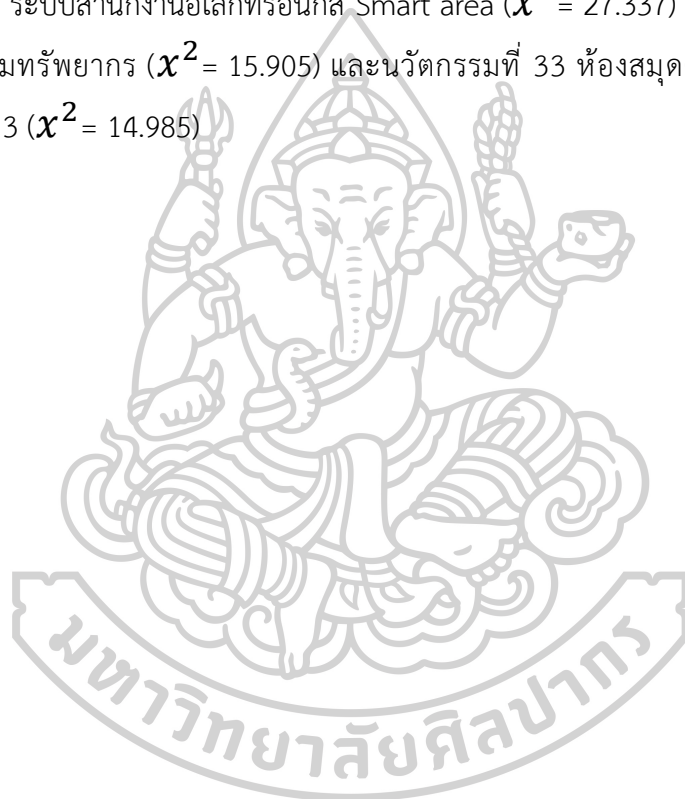 ระบบสำนักงานอิเล็กทรอนิกส์ Smart area (𝒙² = 27.337)
มทรัพยากร (𝒙² = 15.905) และนวัตกรรมที่ 33 ห้องสมุด
3 (𝒙² = 14.985)
มหาวิทยาลัยศิลปากร